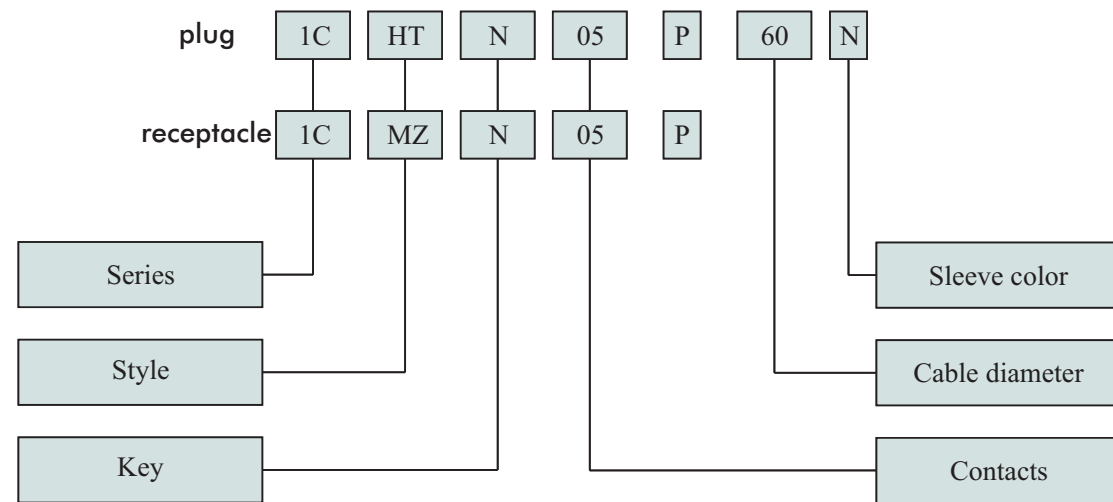 plug 1C HT N 05 P 60 N
receptacle 1C MZ N 05 P
Series Sleeve color
Style Cable diameter
Key Contacts